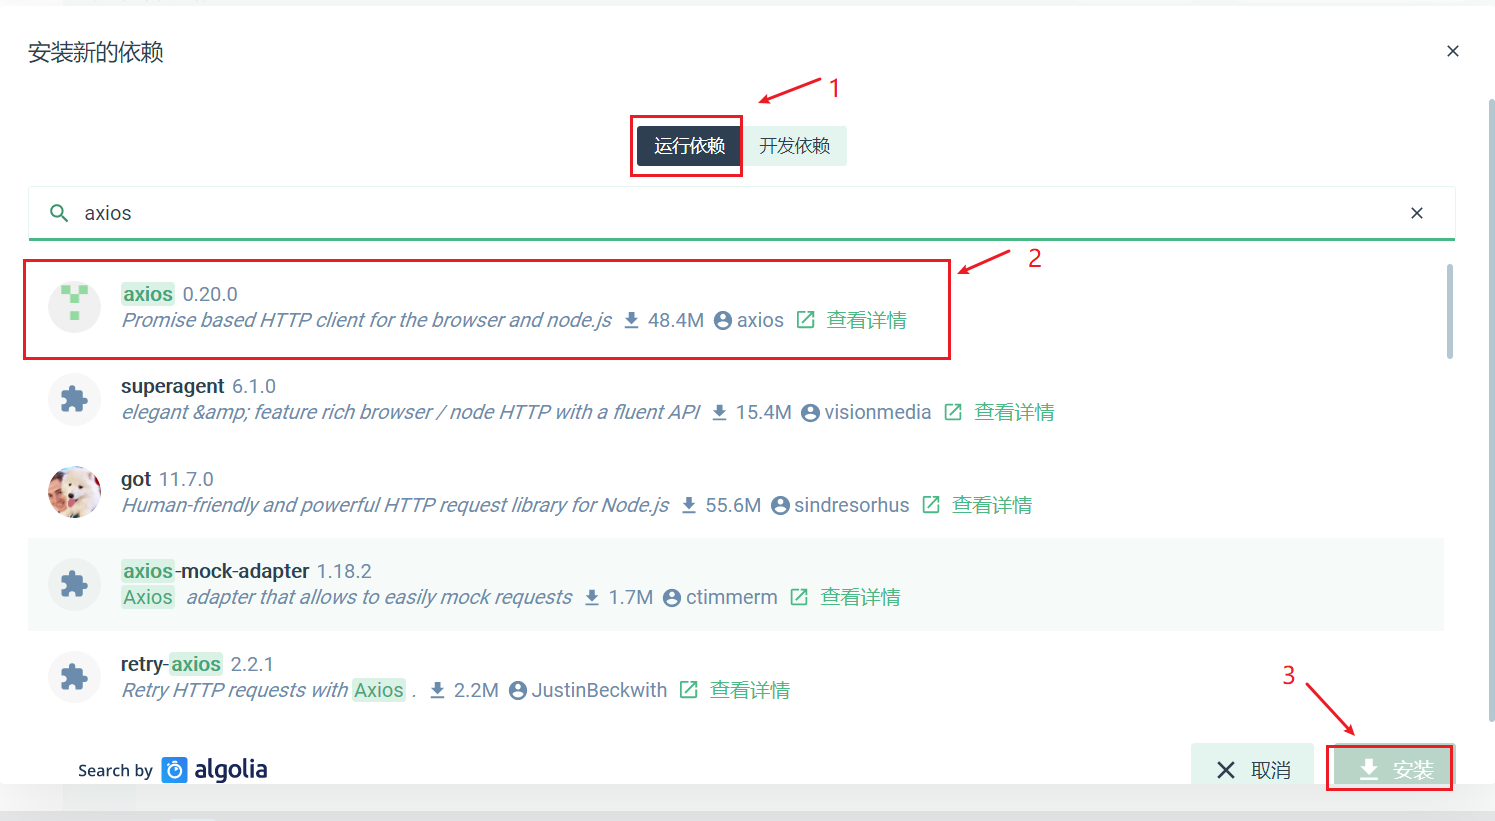 安装新的依赖
1
运行依赖 开发依赖
axios
2
axios 0.20.0
Promise based HTTP client for the browser and node.js 48.4M axios 查看详情
superagent 6.1.0
elegant &amp; feature rich browser / node HTTP with a fluent API 15.4M visionmedia 查看详情
got 11.7.0
Human-friendly and powerful HTTP request library for Node.js 55.6M sindresorhus 查看详情
axios-mock-adapter 1.18.2
Axios adapter that allows to easily mock requests 1.7M ctimmerm 查看详情
retry-axios 2.2.1
Retry HTTP requests with Axios . 2.2M JustinBeckwith 查看详情
3
Search by algolia
取消 安装